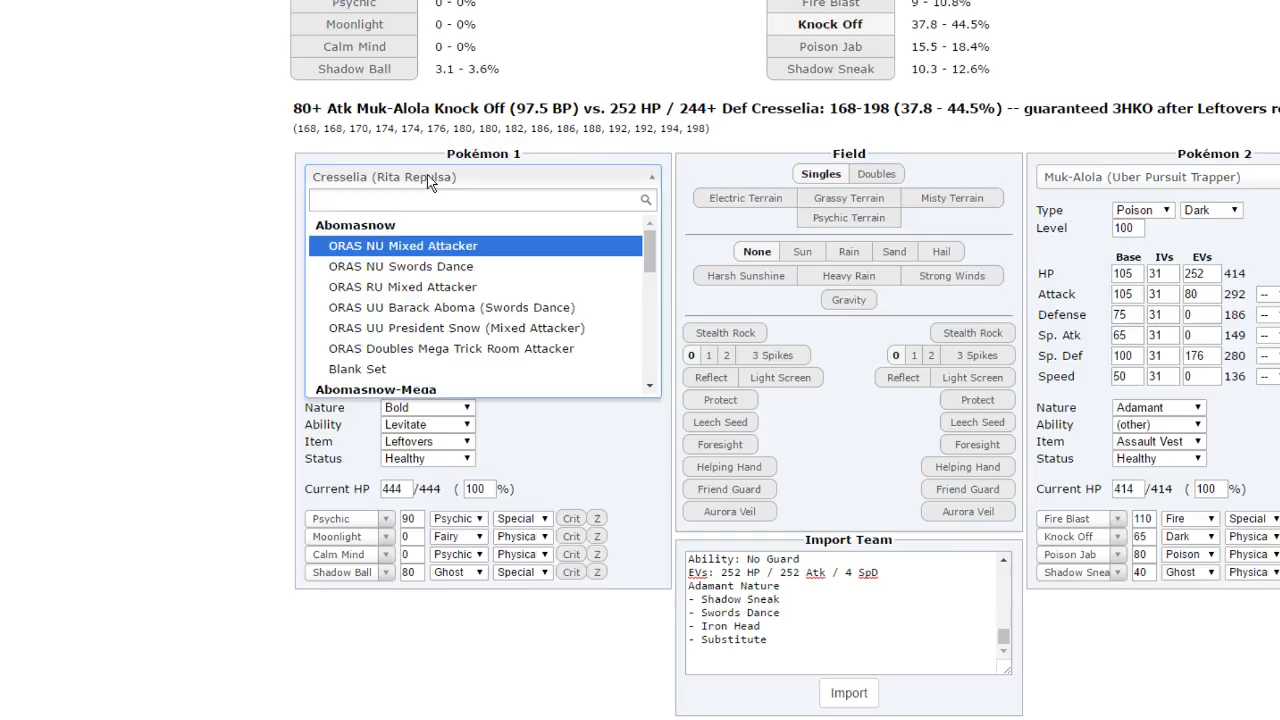 Psychic 0 - 0% Fire Blast 9 - 10.8%
Moonlight 0 - 0% Knock Off 37.8 - 44.5%
Calm Mind 0 - 0% Poison Jab 15.5 - 18.4%
Shadow Ball 3.1 - 3.6% Shadow Sneak 10.3 - 12.6%
80+ Atk Muk-Alola Knock Off (97.5 BP) vs. 252 HP / 244+ Def Cresselia: 168-198 (37.8 - 44.5%) -- guaranteed 3HKO after Leftovers re
(168, 168, 170, 174, 174, 176, 180, 180, 182, 186, 186, 188, 192, 192, 194, 198)
Pokémon 1
Cresselia (Rita Repulsa)
Abomasnow
ORAS NU Mixed Attacker
ORAS NU Swords Dance
ORAS RU Mixed Attacker
ORAS UU Barack Aboma (Swords Dance)
ORAS UU President Snow (Mixed Attacker)
ORAS Doubles Mega Trick Room Attacker
Blank Set
Abomasnow-Mega
Nature Bold
Ability Levitate
Item Leftovers
Status Healthy
Current HP 444 /444 ( 100 %)
Psychic 90 Psychic Special Crit Z
Moonlight 0 Fairy Physica Crit Z
Calm Mind 0 Psychic Physica Crit Z
Shadow Ball 80 Ghost Special Crit Z
Field
Singles Doubles
Electric Terrain Grassy Terrain Misty Terrain
Psychic Terrain
None Sun Rain Sand Hail
Harsh Sunshine Heavy Rain Strong Winds
Gravity
Stealth Rock Stealth Rock
0 1 2 3 Spikes 0 1 2 3 Spikes
Reflect Light Screen Reflect Light Screen
Protect Protect
Leech Seed Leech Seed
Foresight Foresight
Helping Hand Helping Hand
Friend Guard Friend Guard
Aurora Veil Aurora Veil
Import Team
Ability: No Guard
EVs: 252 HP / 252 Atk / 4 SpD
Adamant Nature
- Shadow Sneak
- Swords Dance
- Iron Head
- Substitute
Import
Pokémon 2
Muk-Alola (Uber Pursuit Trapper)
Type Poison Dark
Level 100
Base IVs EVs
HP 105 31 252 414
Attack 105 31 80 292 --
Defense 75 31 0 186 --
Sp. Atk 65 31 0 149 --
Sp. Def 100 31 176 280 --
Speed 50 31 0 136 --
Nature Adamant
Ability (other)
Item Assault Vest
Status Healthy
Current HP 414 /414 ( 100 %)
Fire Blast 110 Fire Special
Knock Off 65 Dark Physica
Poison Jab 80 Poison Physica
Shadow Snea 40 Ghost Physica